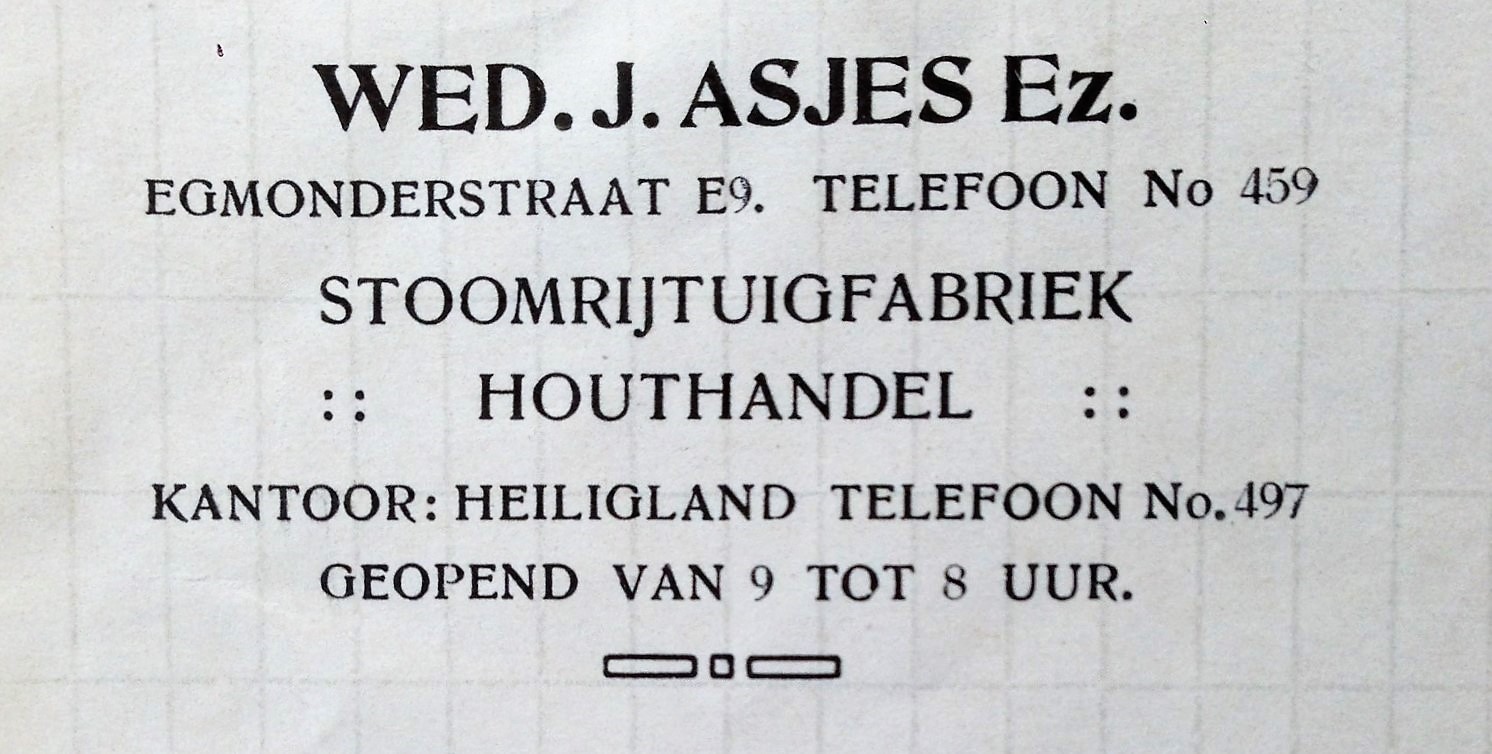 WED. J. ASJES Ez.
EGMONDERSTRAAT E9. TELEFOON No 459
STOOMRIJTUIGFABRIEK
:: HOUTHANDEL ::
KANTOOR: HEILIGLAND TELEFOON No. 497
GEOPEND VAN 9 TOT 8 UUR.